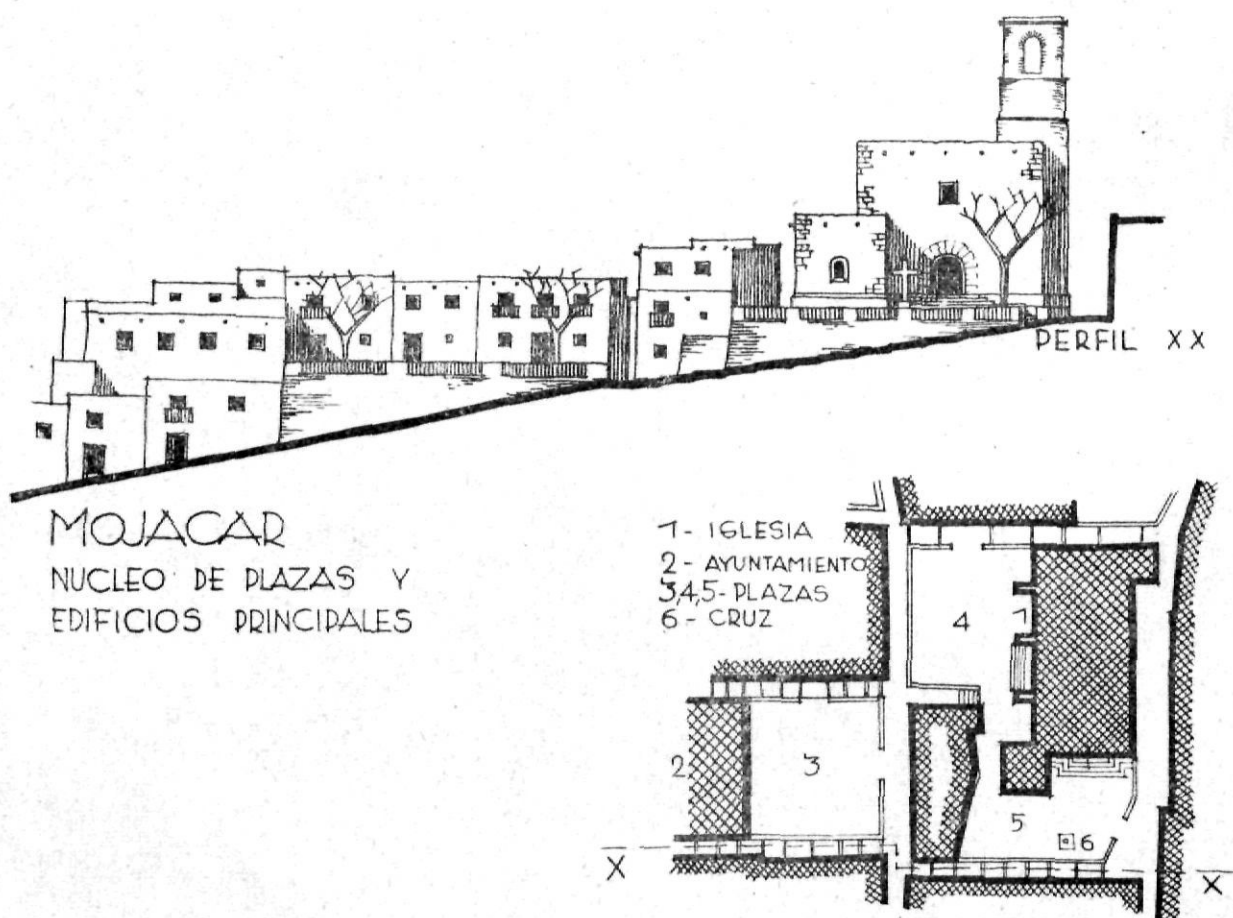 PERFIL XX
MOJACAR
NUCLEO DE PLAZAS Y
EDIFICIOS PRINCIPALES
1- IGLESIA
2- AYUNTAMIENTO
3,4,5- PLAZAS
6- CRUZ
4
1
2
3
5
6
X
X